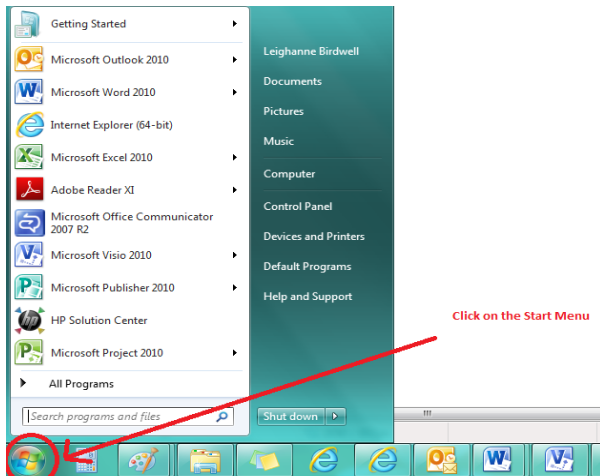 Getting Started
Microsoft Outlook 2010
Microsoft Word 2010
Internet Explorer (64-bit)
Microsoft Excel 2010
Adobe Reader XI
Microsoft Office Communicator
2007 R2
Microsoft Visio 2010
Microsoft Publisher 2010
HP Solution Center
Microsoft Project 2010
All Programs
Search programs and files
Leighanne Birdwell
Documents
Pictures
Music
Computer
Control Panel
Devices and Printers
Default Programs
Help and Support
Shut down
Click on the Start Menu